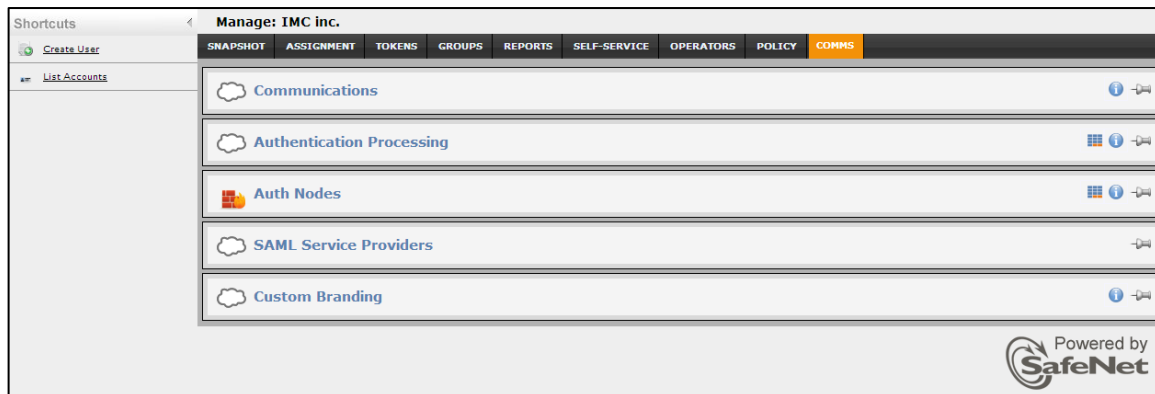 Shortcuts
Create User
List Accounts
Manage: IMC inc.
SNAPSHOT ASSIGNMENT TOKENS GROUPS REPORTS SELF-SERVICE OPERATORS POLICY COMMS
Communications
Authentication Processing
Auth Nodes
SAML Service Providers
Custom Branding
Powered by
SafeNet